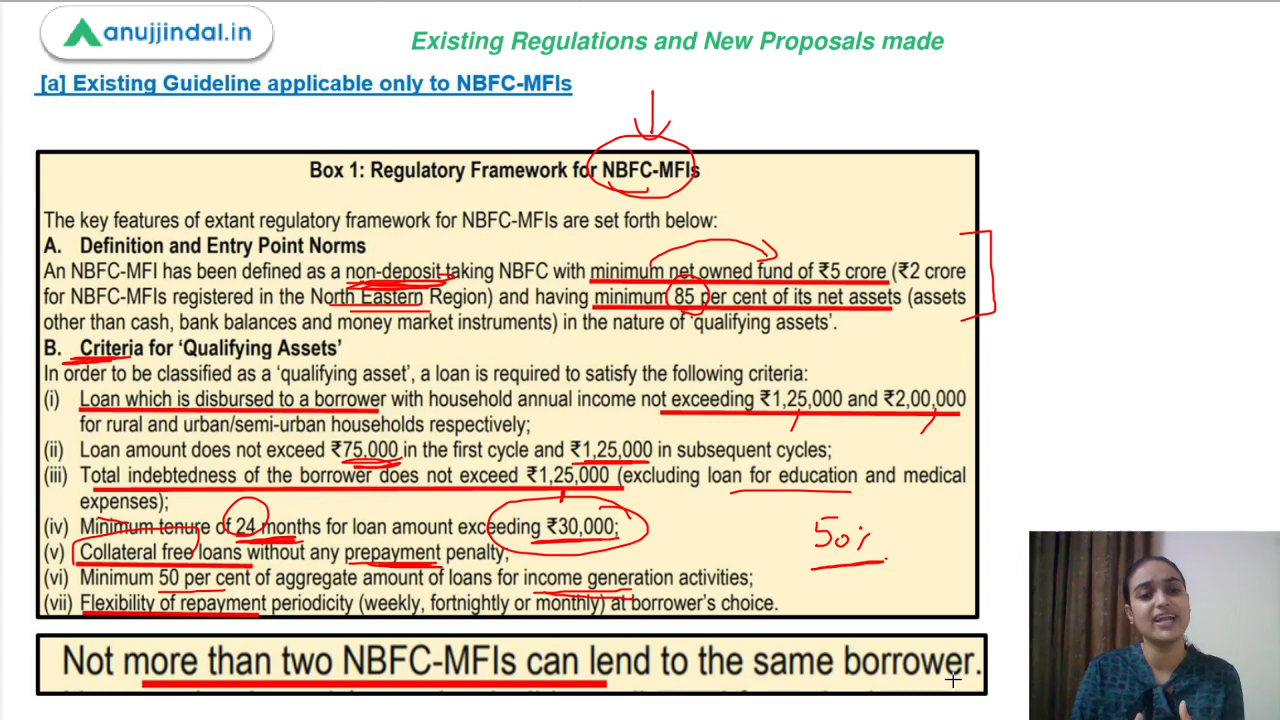 anujjindal.in
Existing Regulations and New Proposals made
[a] Existing Guideline applicable only to NBFC-MFIs
Box 1: Regulatory Framework for NBFC-MFIs
The key features of extant regulatory framework for NBFC-MFIs are set forth below:
A. Definition and Entry Point Norms
An NBFC-MFI has been defined as a non-deposit taking NBFC with minimum net owned fund of ₹5 crore (₹2 crore
for NBFC-MFIs registered in the North Eastern Region) and having minimum 85 per cent of its net assets (assets
other than cash, bank balances and money market instruments) in the nature of 'qualifying assets'.
B. Criteria for 'Qualifying Assets'
In order to be classified as a 'qualifying asset', a loan is required to satisfy the following criteria:
(i) Loan which is disbursed to a borrower with household annual income not exceeding ₹1,25,000 and ₹2,00,000
for rural and urban/semi-urban households respectively;
(ii) Loan amount does not exceed ₹75,000 in the first cycle and ₹1,25,000 in subsequent cycles;
(iii) Total indebtedness of the borrower does not exceed ₹1,25,000 (excluding loan for education and medical
expenses);
(iv) Minimum tenure of 24 months for loan amount exceeding ₹30,000;
(v) Collateral free loans without any prepayment penalty;
(vi) Minimum 50 per cent of aggregate amount of loans for income generation activities;
(vii) Flexibility of repayment periodicity (weekly, fortnightly or monthly) at borrower's choice.
50%
Not more than two NBFC-MFIs can lend to the same borrower.